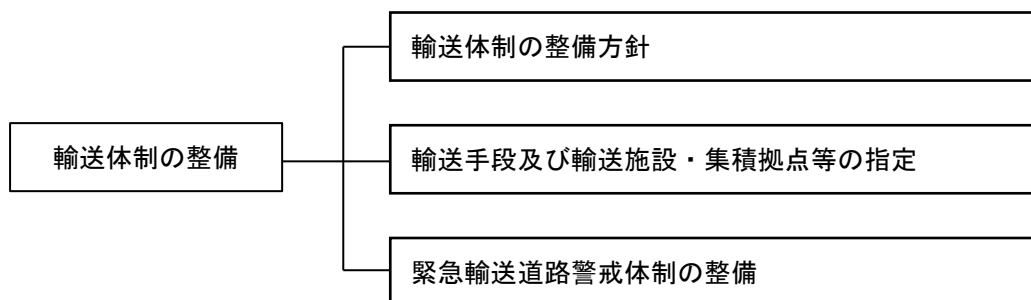 輸送体制の整備方針
輸送体制の整備
輸送手段及び輸送施設・集積拠点等の指定
緊急輸送道路警戒体制の整備